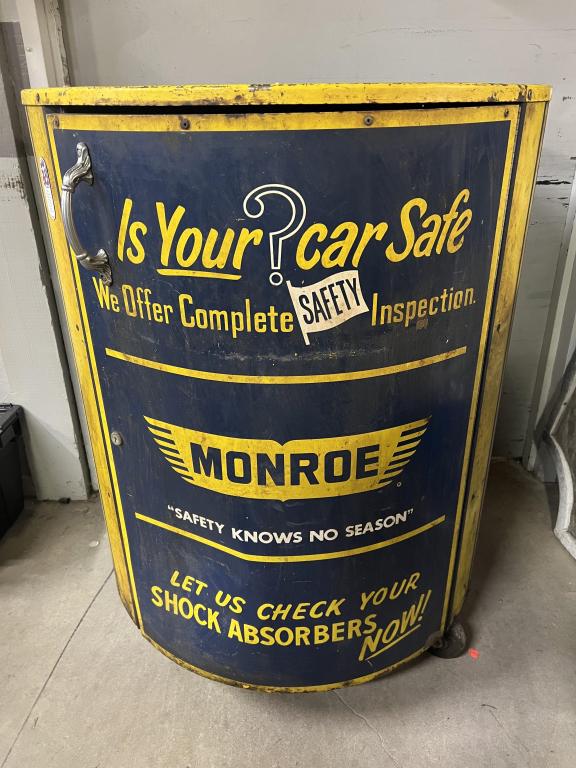 Is Your ? car Safe
We Offer Complete SAFETY Inspection.
MONROE
"SAFETY KNOWS NO SEASON"
LET US CHECK YOUR
SHOCK ABSORBERS
NOW!!